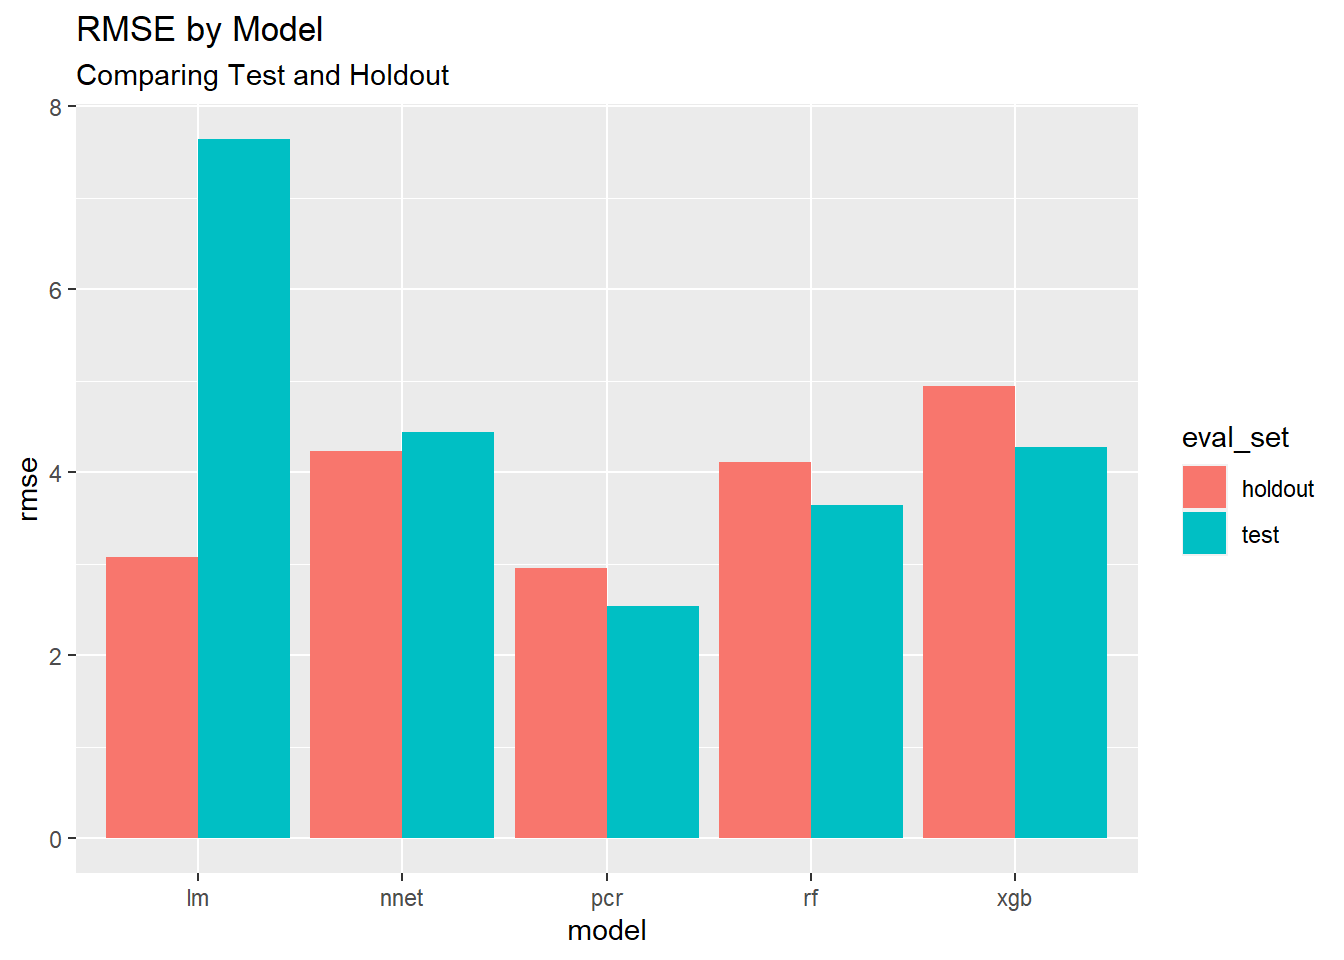 RMSE by Model
Comparing Test and Holdout
8
6
4
2
0
rmse
lm nnet pcr rf xgb
model
eval_set
holdout
test